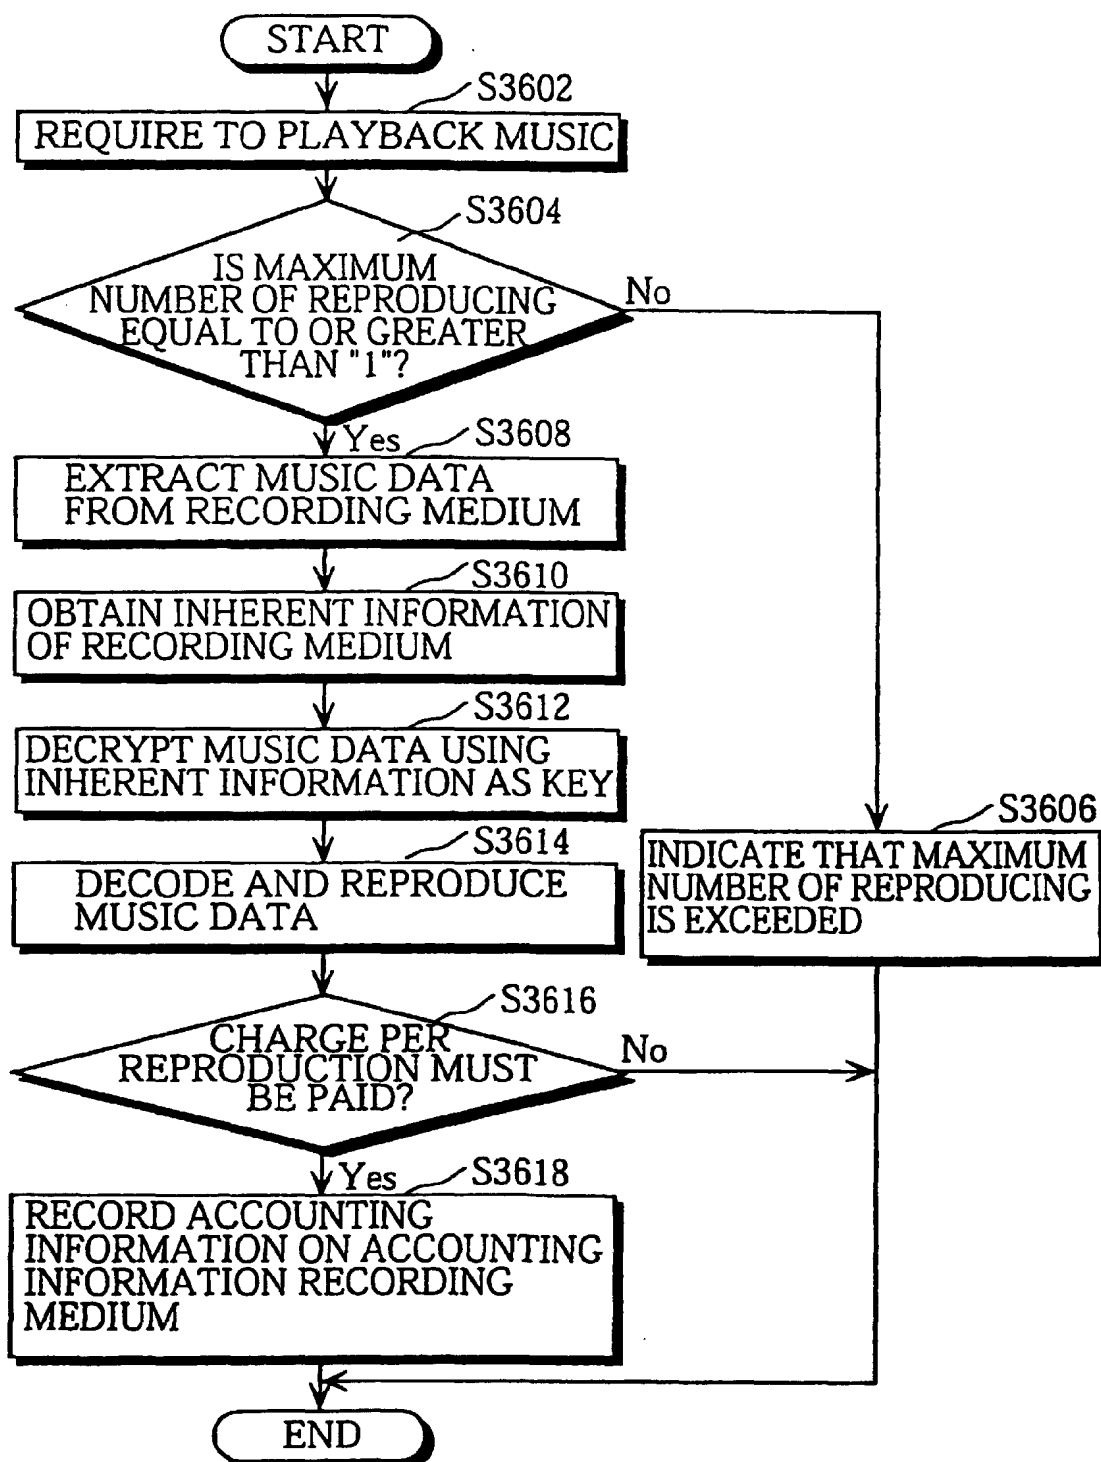 START
S3602
REQUIRE TO PLAYBACK MUSIC
S3604
IS MAXIMUM
NUMBER OF REPRODUCING
EQUAL TO OR GREATER
THAN "1"?
No
Yes
S3608
EXTRACT MUSIC DATA
FROM RECORDING MEDIUM
S3610
OBTAIN INHERENT INFORMATION
OF RECORDING MEDIUM
S3612
DECRYPT MUSIC DATA USING
INHERENT INFORMATION AS KEY
S3606
INDICATE THAT MAXIMUM
NUMBER OF REPRODUCING
IS EXCEEDED
S3614
DECODE AND REPRODUCE
MUSIC DATA
S3616
CHARGE PER
REPRODUCTION MUST
BE PAID?
No
Yes
S3618
RECORD ACCOUNTING
INFORMATION ON ACCOUNTING
INFORMATION RECORDING
MEDIUM
END